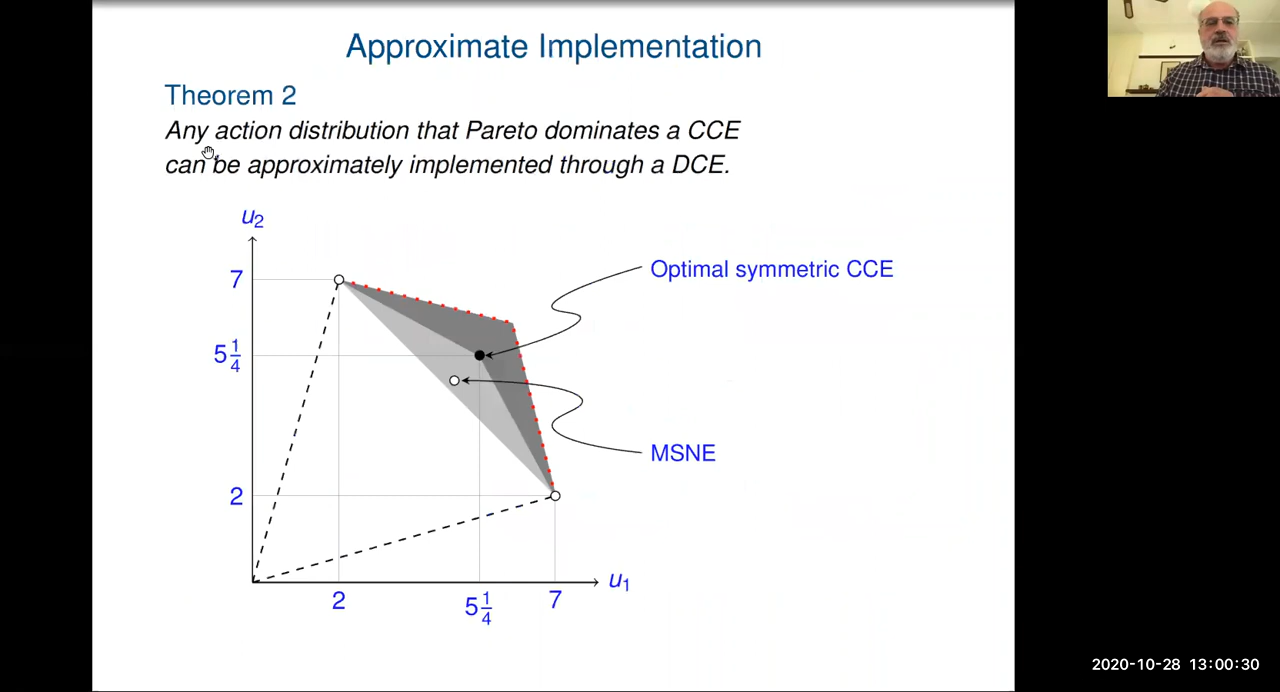 Approximate Implementation
Theorem 2
Any action distribution that Pareto dominates a CCE
can be approximately implemented through a DCE.
u₂
7
5 1/4
2
Optimal symmetric CCE
MSNE
2
5 1/4
7
u₁
2020-10-28 13:00:30